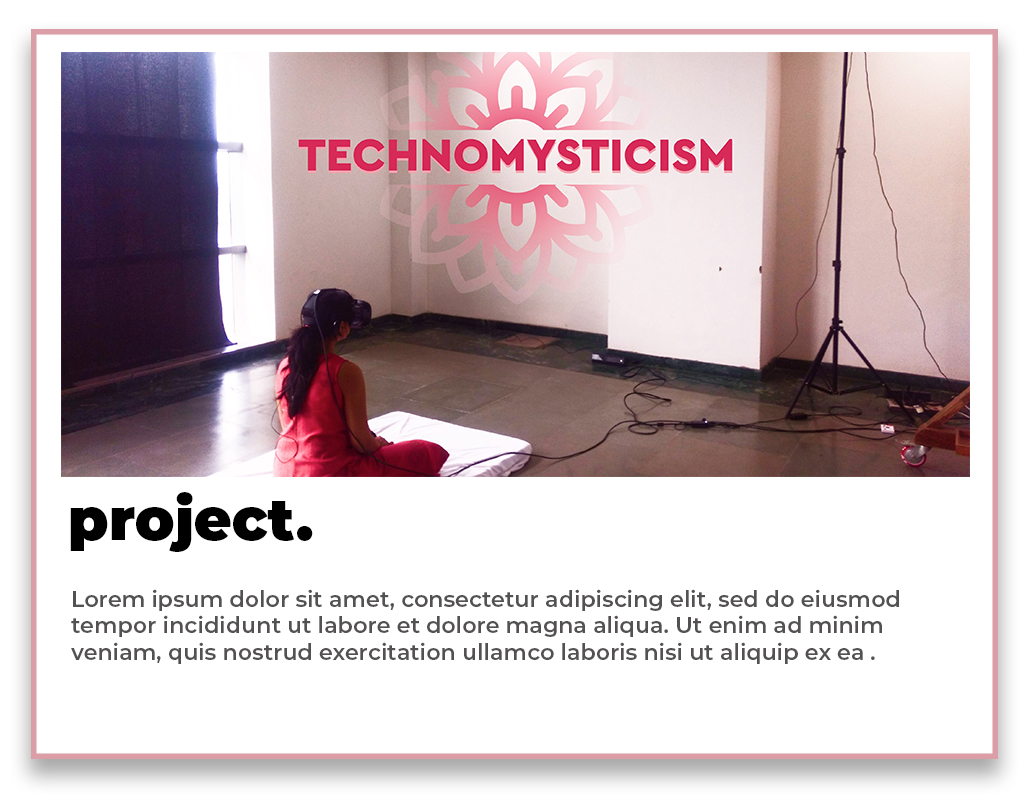 TECHNOMYSTICISM
project.
Lorem ipsum dolor sit amet, consectetur adipiscing elit, sed do eiusmod
tempor incididunt ut labore et dolore magna aliqua. Ut enim ad minim
veniam, quis nostrud exercitation ullamco laboris nisi ut aliquip ex ea .